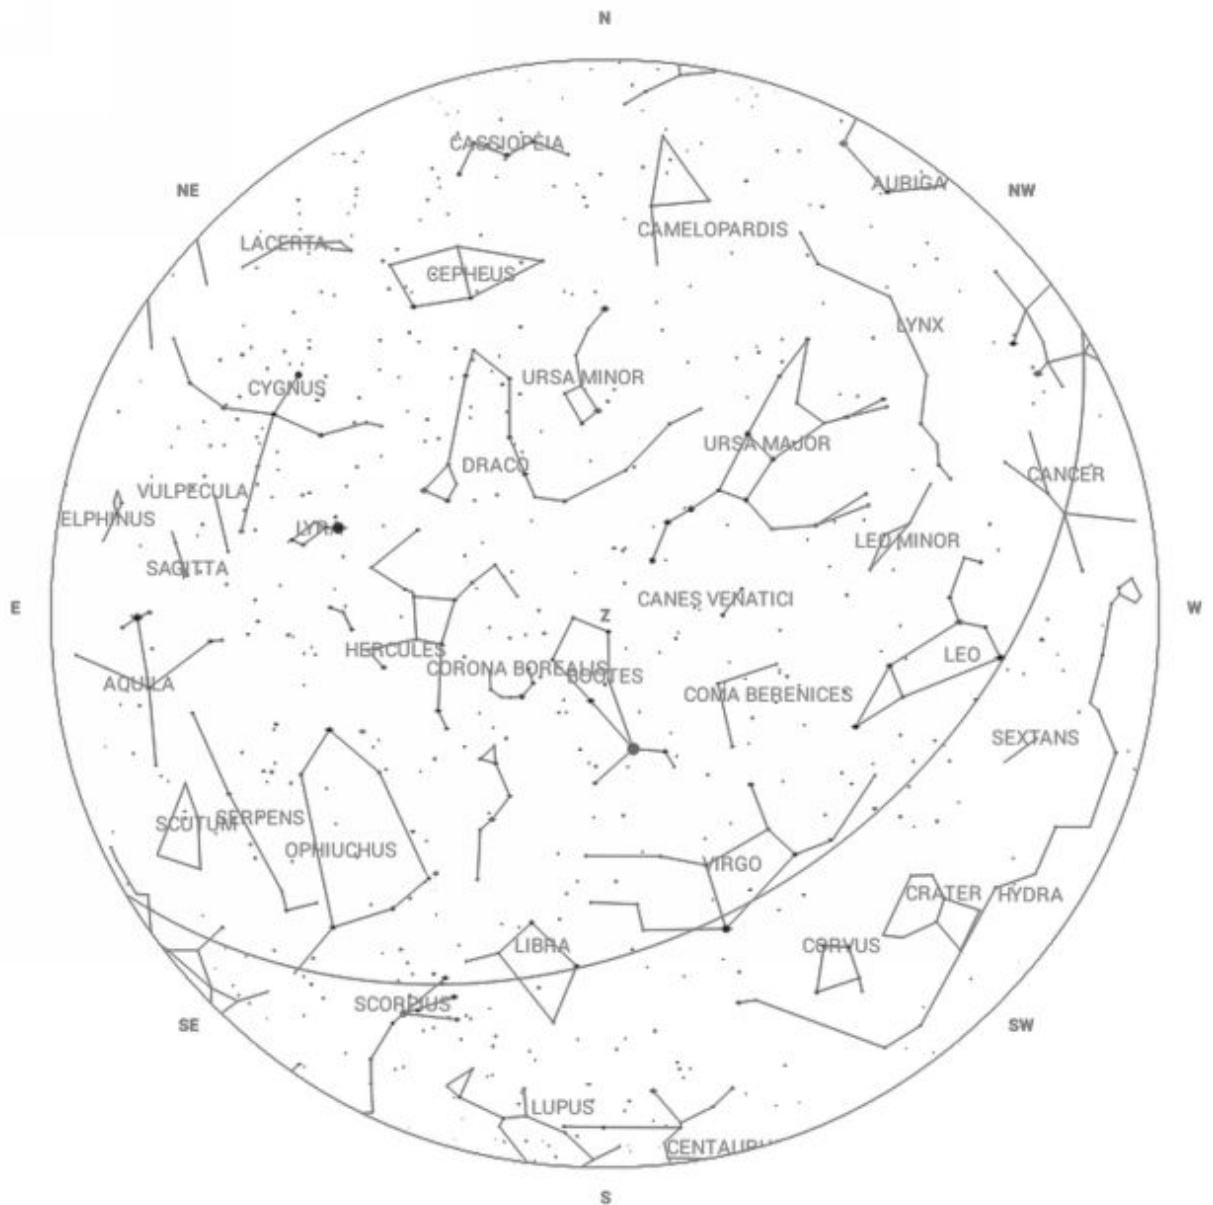 N
CASSIOPEIA
NE
AURIGA
NW
CAMELOPARDIS
LACERTA
CEPHEUS
LYNX
URSA MINOR
CYGNUS
URSA MAJOR
DRACO
CANCER
VULPECULA
ELPHINUS
LYRA
LEO MINOR
SAGITTA
CANES VENATICI
E
W
Z
HERCULES
LEO
CORONA BOREALIS
BOOTES
AQUILA
COMA BERENICES
SEXTANS
SERPENS
SCUTUM
OPHIUCHUS
VIRGO
CRATER
HYDRA
LIBRA
CORVUS
SCORPIUS
SE
SW
LUPUS
CENTAURU
S